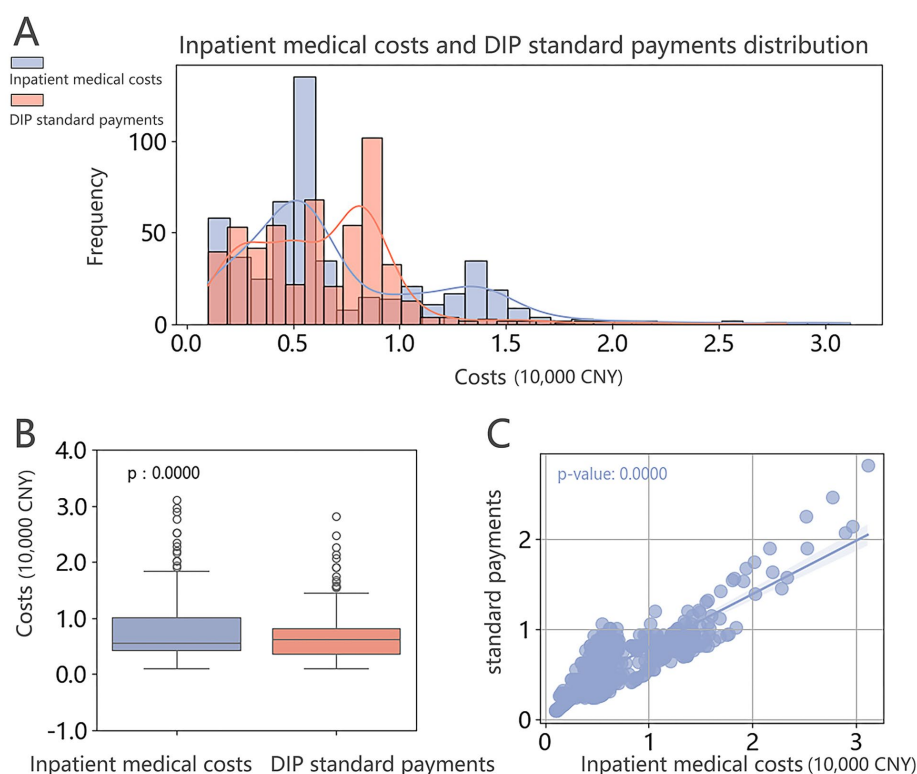 A
Inpatient medical costs and DIP standard payments distribution
Inpatient medical costs
DIP standard payments
Frequency
100
50
0
0.0 0.5 1.0 1.5 2.0 2.5 3.0
Costs (10,000 CNY)
B
Costs (10,000 CNY)
4.0
3.0
2.0
1.0
0.0
-1.0
p : 0.0000
Inpatient medical costs DIP standard payments
C
standard payments
p-value: 0.0000
2
1
0
0 1 2 3
Inpatient medical costs (10,000 CNY)